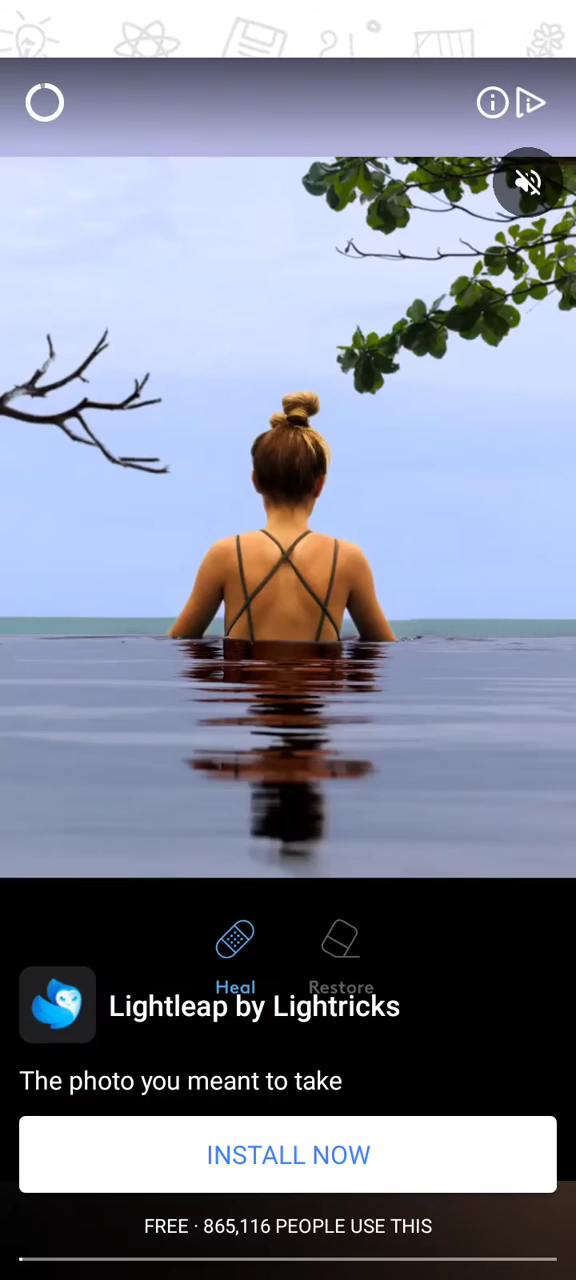 Heal
Restore
Lightleap by Lightricks
The photo you meant to take
INSTALL NOW
FREE · 865,116 PEOPLE USE THIS